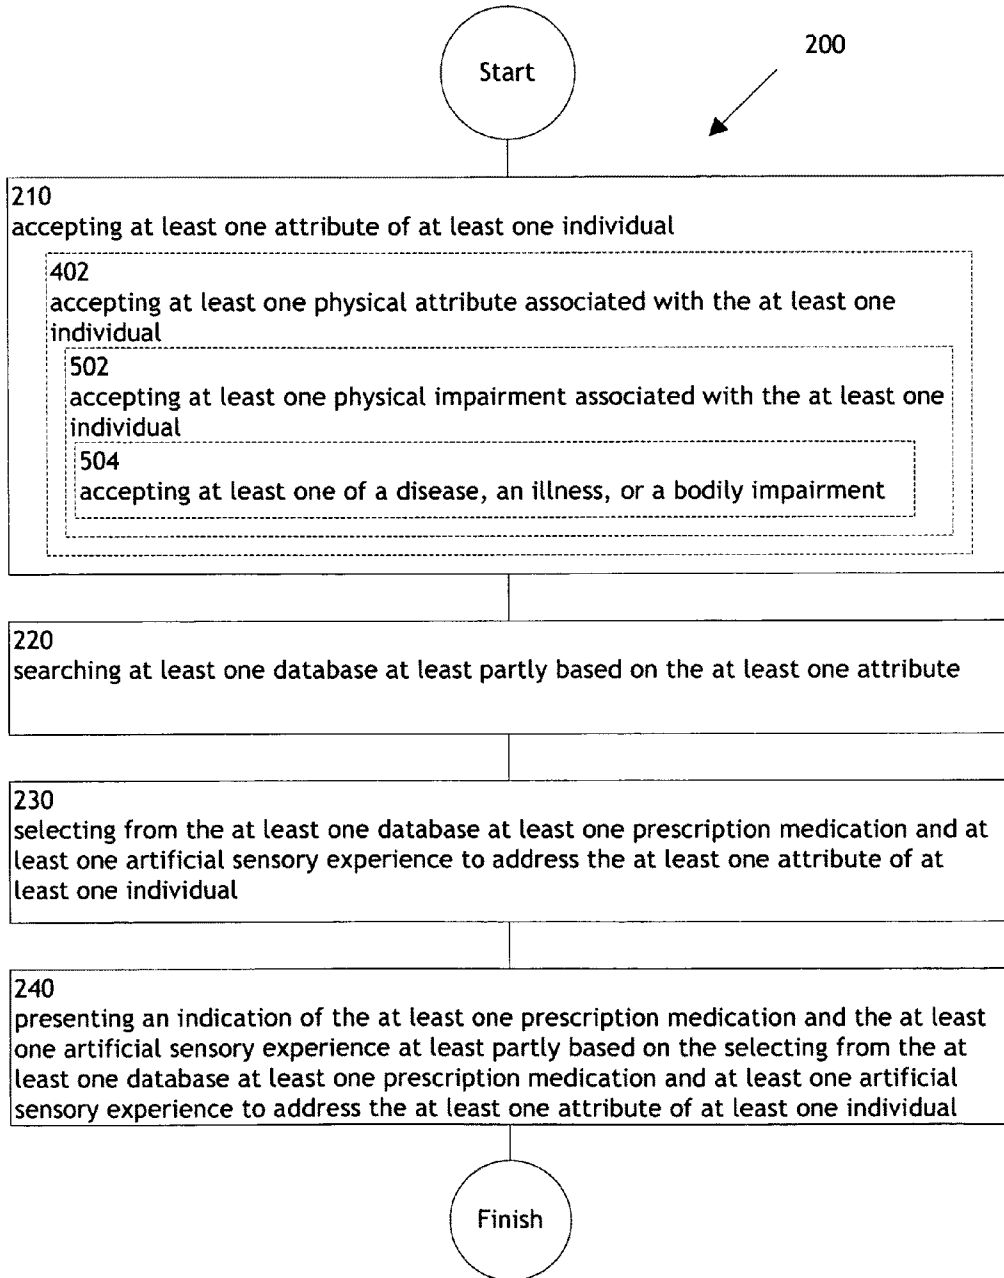 Start
200
210
accepting at least one attribute of at least one individual
402
accepting at least one physical attribute associated with the at least one
individual
502
accepting at least one physical impairment associated with the at least one
individual
504
accepting at least one of a disease, an illness, or a bodily impairment
220
searching at least one database at least partly based on the at least one attribute
230
selecting from the at least one database at least one prescription medication and at
least one artificial sensory experience to address the at least one attribute of at
least one individual
240
presenting an indication of the at least one prescription medication and the at least
one artificial sensory experience at least partly based on the selecting from the at
least one database at least one prescription medication and at least one artificial
sensory experience to address the at least one attribute of at least one individual
Finish